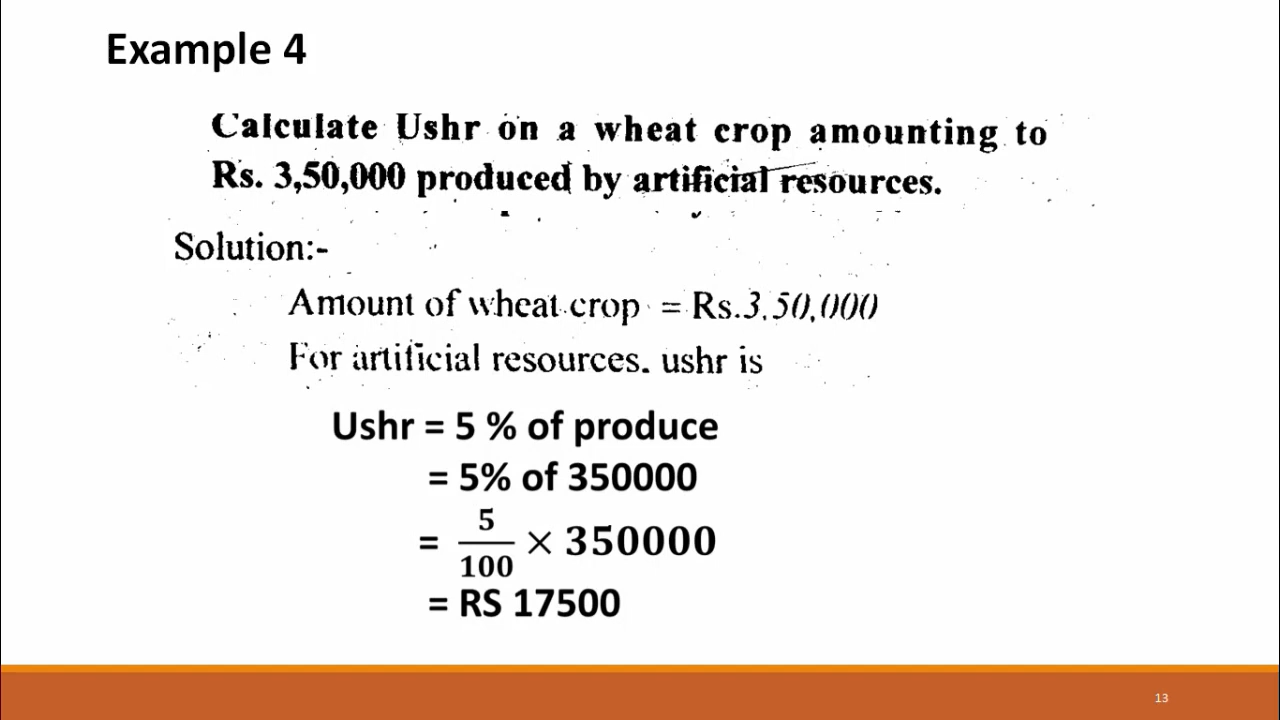 Example 4
Calculate Ushr on a wheat crop amounting to
Rs. 3,50,000 produced by artificial resources.
Solution:-
Amount of wheat crop = Rs.3,50,000
For artificial resources. ushr is
Ushr = 5 % of produce
= 5% of 350000
= 5/100 × 350000
= RS 17500
13